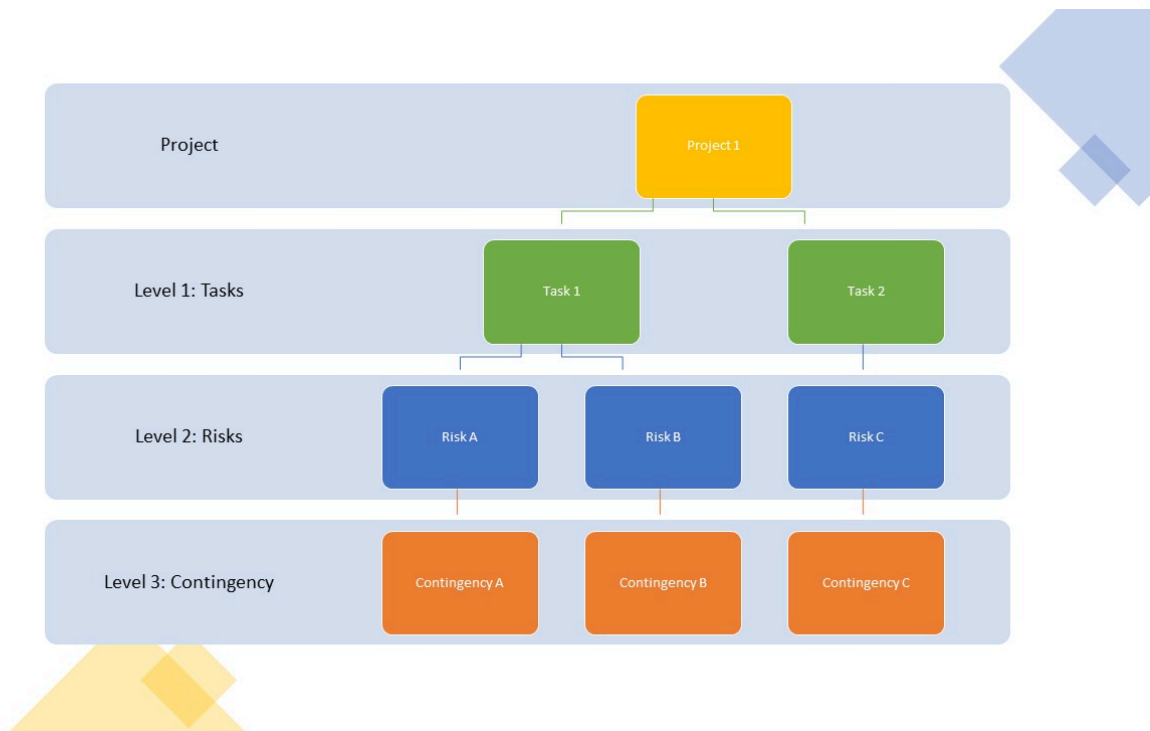 Project
Project 1
Level 1: Tasks
Task 1
Task 2
Level 2: Risks
Risk A
Risk B
Risk C
Level 3: Contingency
Contingency A
Contingency B
Contingency C